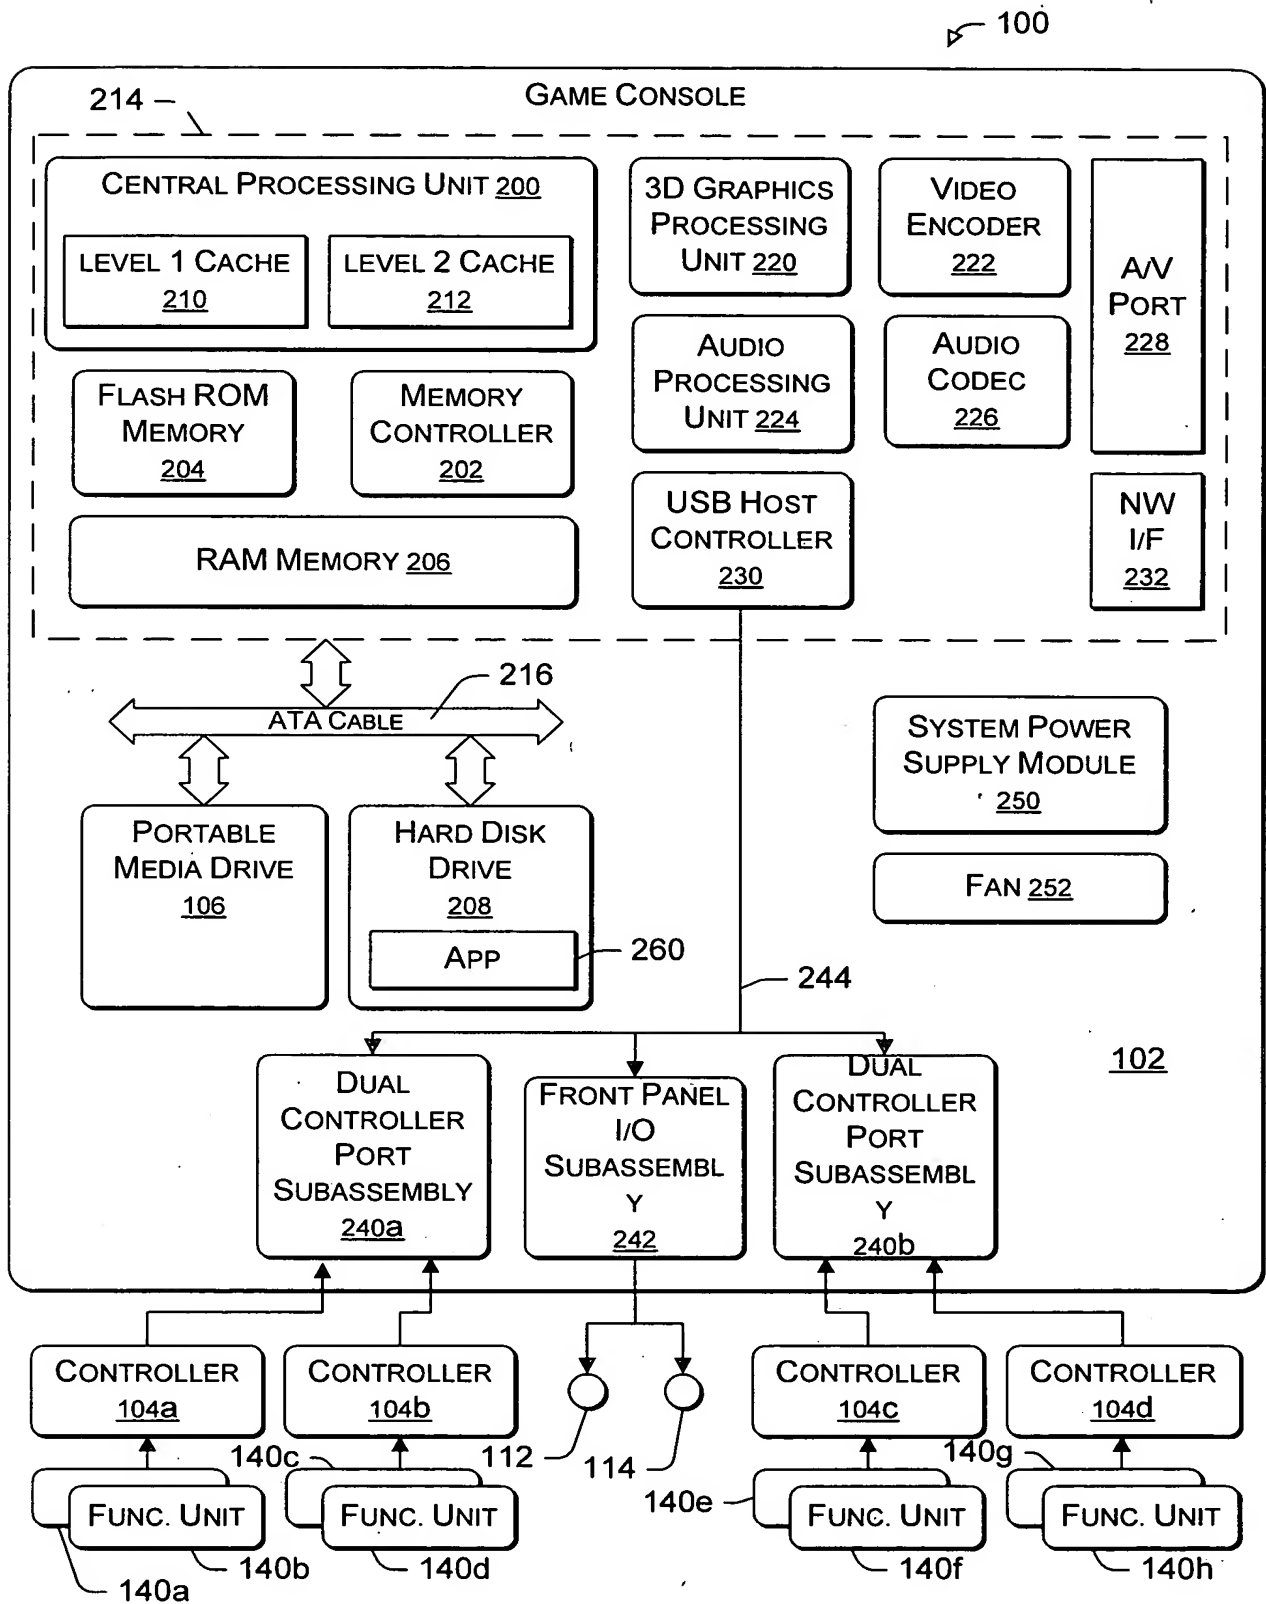 100
GAME CONSOLE
214
CENTRAL PROCESSING UNIT 200
LEVEL 1 CACHE
210
LEVEL 2 CACHE
212
3D GRAPHICS
PROCESSING
UNIT 220
VIDEO
ENCODER
222
A/V
PORT
228
AUDIO
PROCESSING
UNIT 224
AUDIO
CODEC
226
FLASH ROM
MEMORY
204
MEMORY
CONTROLLER
202
USB HOST
CONTROLLER
230
NW
I/F
232
RAM MEMORY 206
216
ATA CABLE
SYSTEM POWER
SUPPLY MODULE
250
PORTABLE
MEDIA DRIVE
106
HARD DISK
DRIVE
208
APP
260
FAN 252
244
102
DUAL
CONTROLLER
PORT
SUBASSEMBLY
240a
FRONT PANEL
I/O
SUBASSEMBL
Y
242
DUAL
CONTROLLER
PORT
SUBASSEMBL
Y
240b
CONTROLLER
104a
CONTROLLER
104b
CONTROLLER
104c
CONTROLLER
104d
112
114
140c
140e
140g
FUNC. UNIT
FUNC. UNIT
FUNC. UNIT
FUNC. UNIT
140a
140b
140d
140f
140h